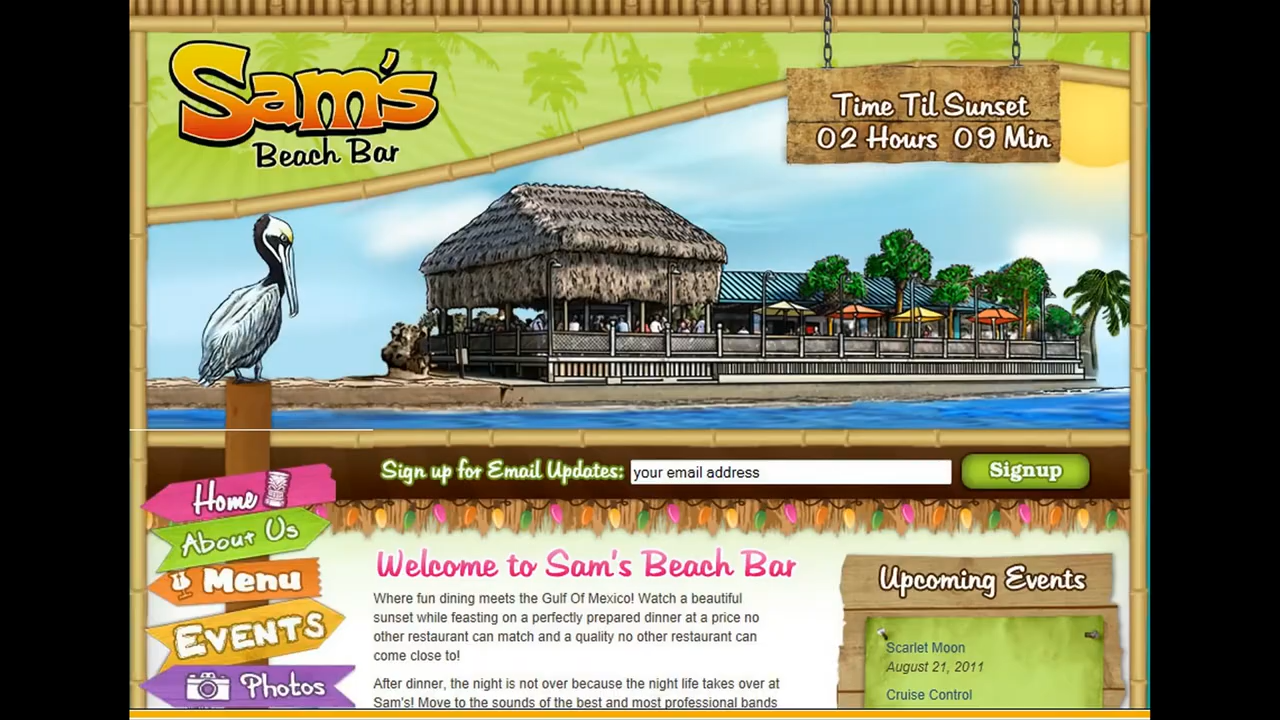 Sam's
Beach Bar
Time Til Sunset
02 Hours 09 Min
Sign up for Email Updates:
your email address
Signup
Home
About Us
Menu
Events
Photos
Welcome to Sam's Beach Bar
Where fun dining meets the Gulf Of Mexico! Watch a beautiful
sunset while feasting on a perfectly prepared dinner at a price no
other restaurant can match and a quality no other restaurant can
come close to!
After dinner, the night is not over because the night life takes over at
Sam's! Move to the sounds of the best and most professional bands
Upcoming Events
Scarlet Moon
August 21, 2011
Cruise Control